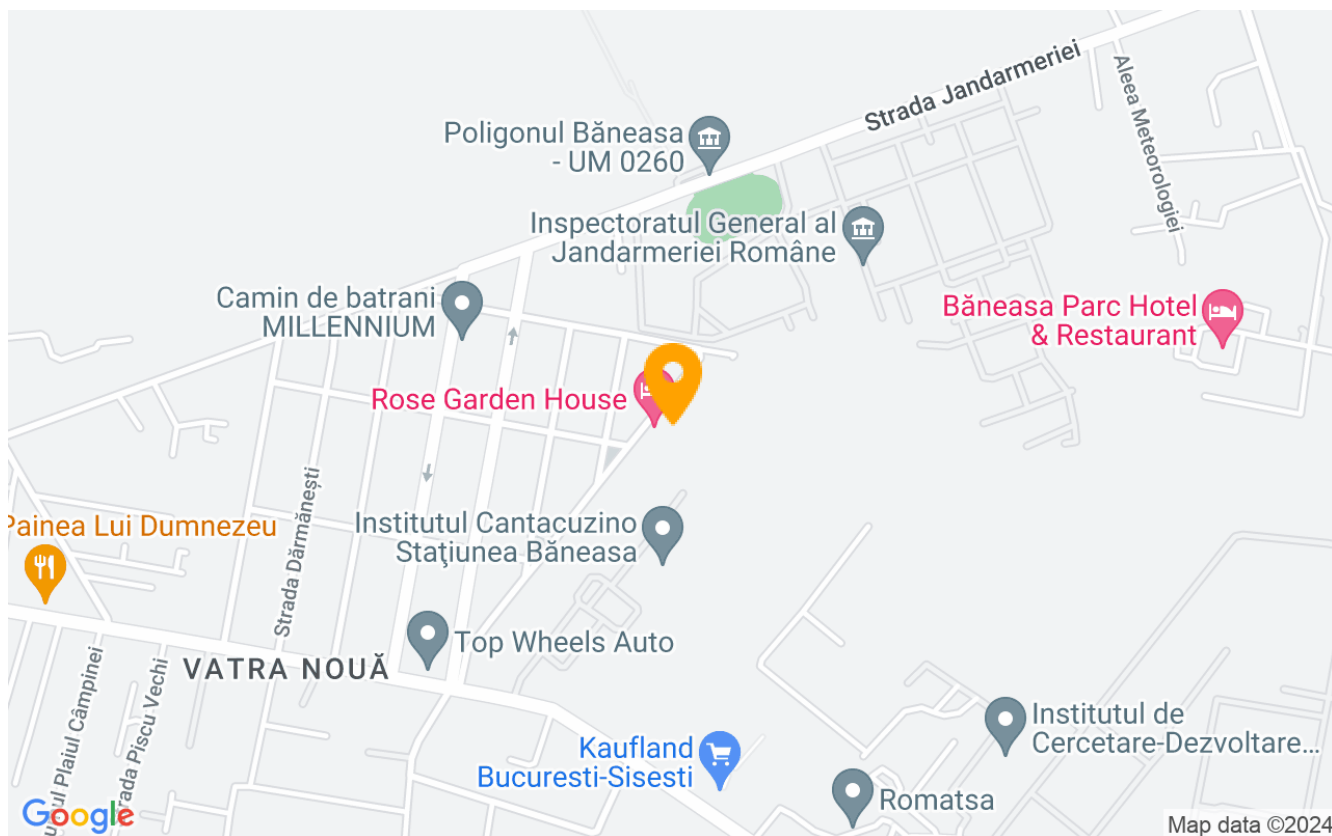 Strada Jandarmeriei
Aleea Meteorologiei
Poligonul Băneasa
- UM 0260
Inspectoratul General al
Jandarmeriei Române
Camin de batrani
MILLENNIUM
Băneasa Parc Hotel
& Restaurant
Rose Garden House
Strada Dărmănești
Painea Lui Dumnezeu
Institutul Cantacuzino
Stațiunea Băneasa
Top Wheels Auto
VATRA NOUĂ
Plaiul Câmpinei
Piscu Vechi
Institutul de
Cercetare-Dezvoltare...
Kaufland
Bucuresti-Sisesti
Romatsa
Google
Map data ©2024